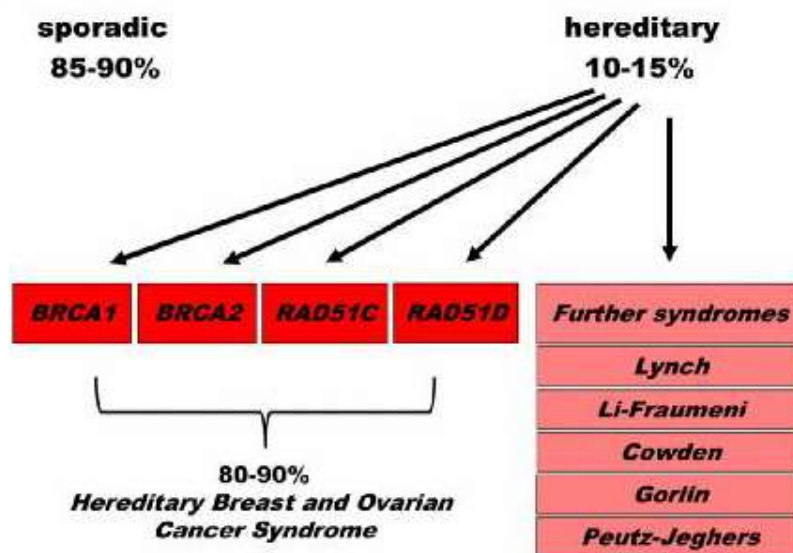 sporadic
85-90%
hereditary
10-15%
BRCA1
BRCA2
RAD51C
RAD51D
Further syndromes
Lynch
Li-Fraumeni
Cowden
Gorlin
Peutz-Jeghers
80-90%
Hereditary Breast and Ovarian
Cancer Syndrome